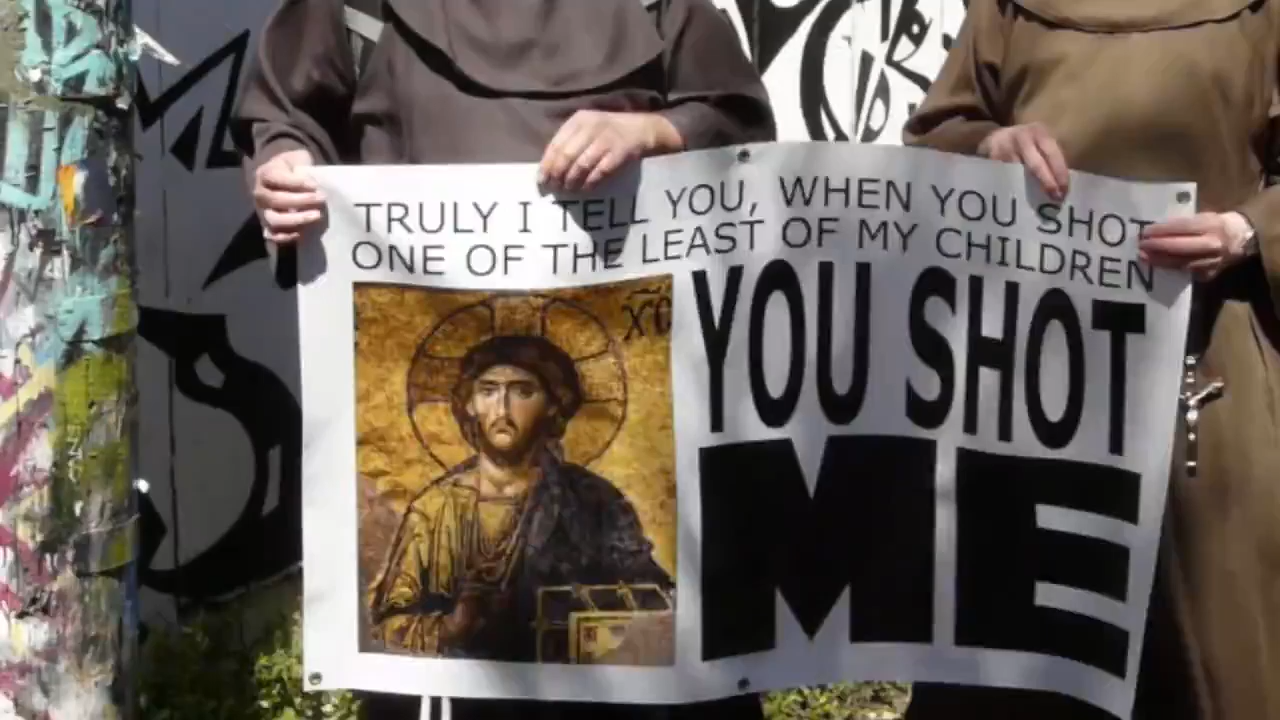 TRULY I TELL YOU, WHEN YOU SHOT
ONE OF THE LEAST OF MY CHILDREN
YOU SHOT
ME
X̅C̅